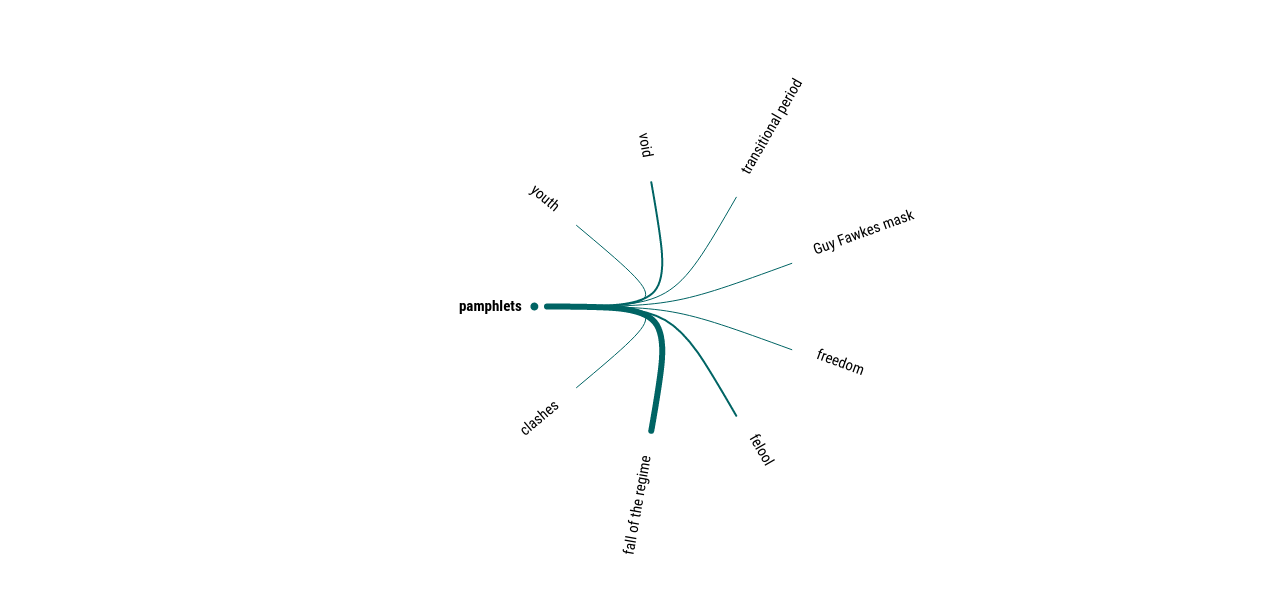 transitional period
void
youth
Guy Fawkes mask
pamphlets
freedom
clashes
felool
fall of the regime